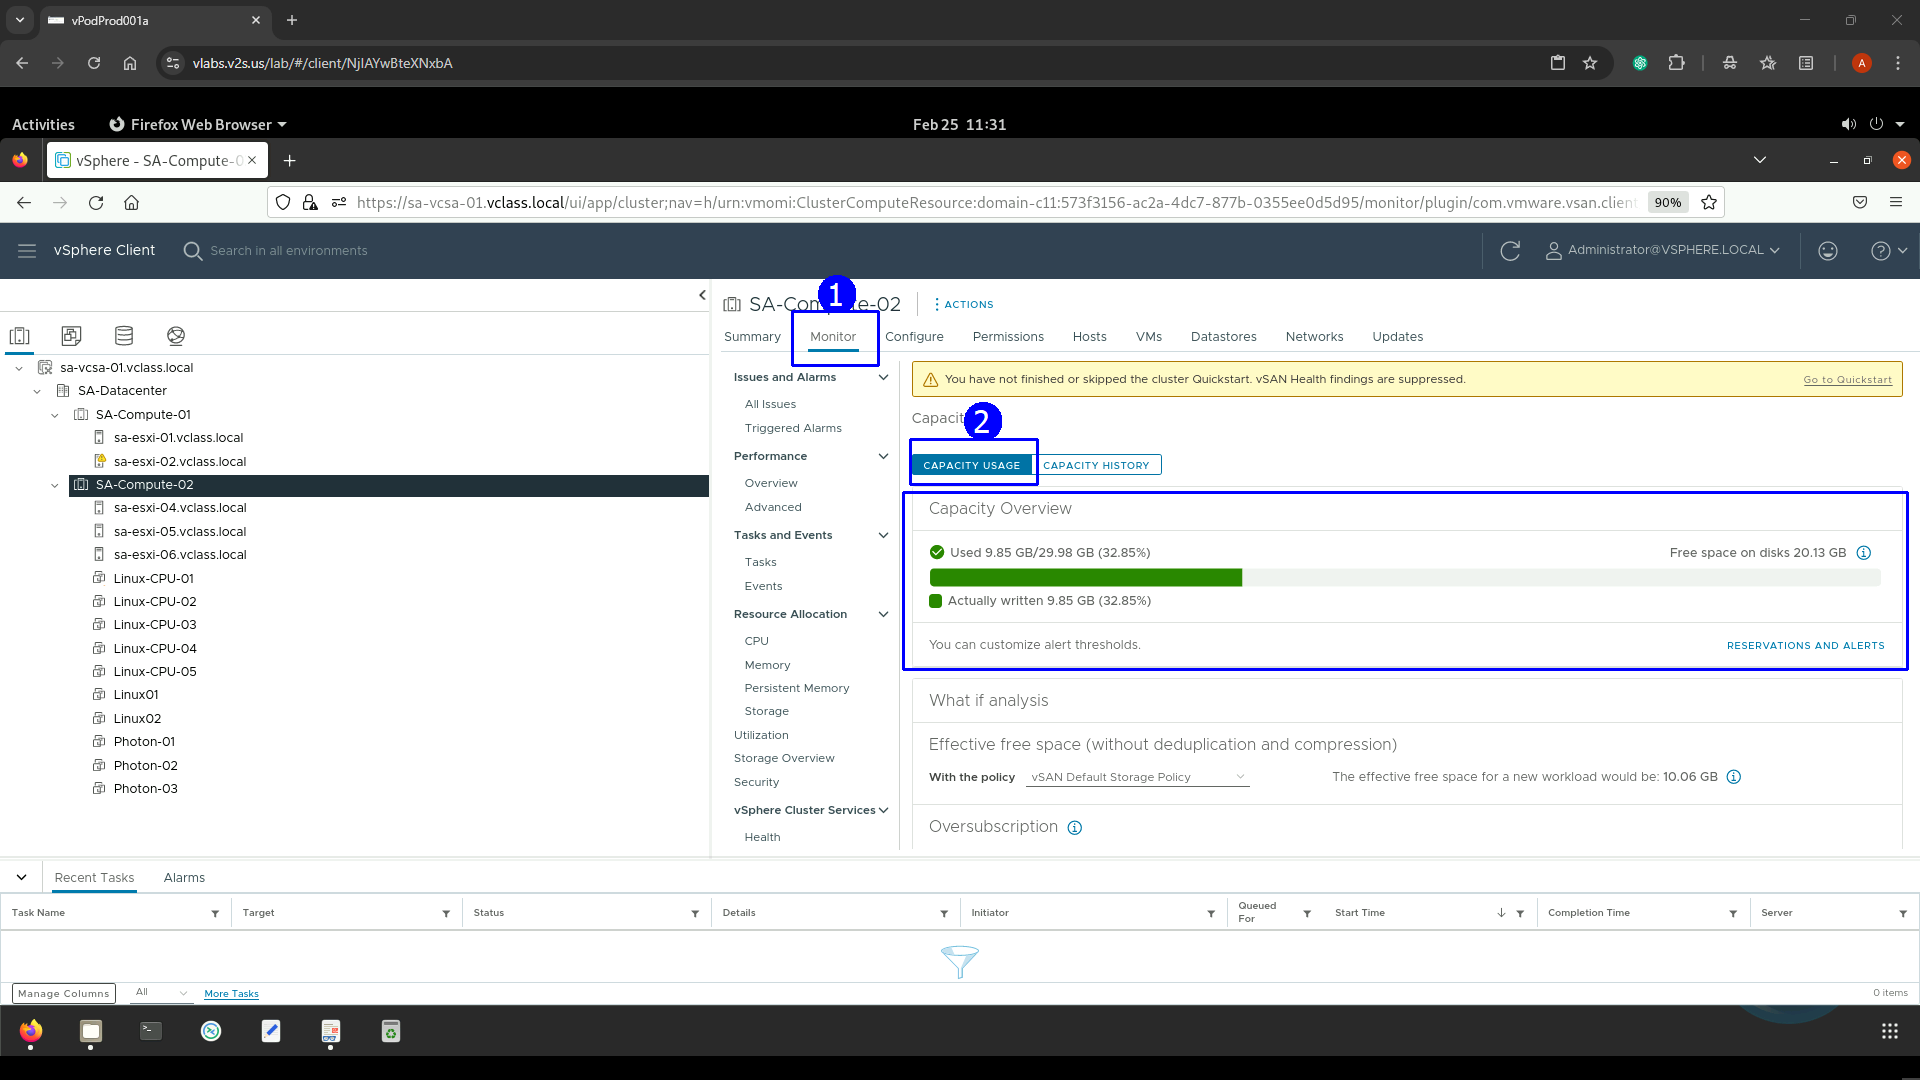 vPodProd001a
vlabs.v2s.us/lab/#/client/NjIAYwBteXNxbA
A
Activities
Firefox Web Browser
Feb 25 11:31
vSphere - SA-Compute-0
https://sa-vcsa-01.vclass.local/ui/app/cluster;nav=h/urn:vmomi:ClusterComputeResource:domain-c11:573f3156-ac2a-4dc7-877b-0355ee0d5d95/monitor/plugin/com.vmware.vsan.client
90%
vSphere Client
Search in all environments
Administrator@VSPHERE.LOCAL
sa-vcsa-01.vclass.local
SA-Datacenter
SA-Compute-01
sa-esxi-01.vclass.local
sa-esxi-02.vclass.local
SA-Compute-02
sa-esxi-04.vclass.local
sa-esxi-05.vclass.local
sa-esxi-06.vclass.local
Linux-CPU-01
Linux-CPU-02
Linux-CPU-03
Linux-CPU-04
Linux-CPU-05
Linux01
Linux02
Photon-01
Photon-02
Photon-03
SA-Compute-02
ACTIONS
1
Summary Monitor Configure Permissions Hosts VMs Datastores Networks Updates
Issues and Alarms
All Issues
Triggered Alarms
Performance
Overview
Advanced
Tasks and Events
Tasks
Events
Resource Allocation
CPU
Memory
Persistent Memory
Storage
Utilization
Storage Overview
Security
vSphere Cluster Services
Health
You have not finished or skipped the cluster Quickstart. vSAN Health findings are suppressed.
Go to Quickstart
Capacit
2
CAPACITY USAGE CAPACITY HISTORY
Capacity Overview
Used 9.85 GB/29.98 GB (32.85%)
Free space on disks 20.13 GB
Actually written 9.85 GB (32.85%)
You can customize alert thresholds.
RESERVATIONS AND ALERTS
What if analysis
Effective free space (without deduplication and compression)
With the policy vSAN Default Storage Policy
The effective free space for a new workload would be: 10.06 GB
Oversubscription
Recent Tasks Alarms
Task Name Target Status Details Initiator Queued For Start Time Completion Time Server
Manage Columns All More Tasks
0 items